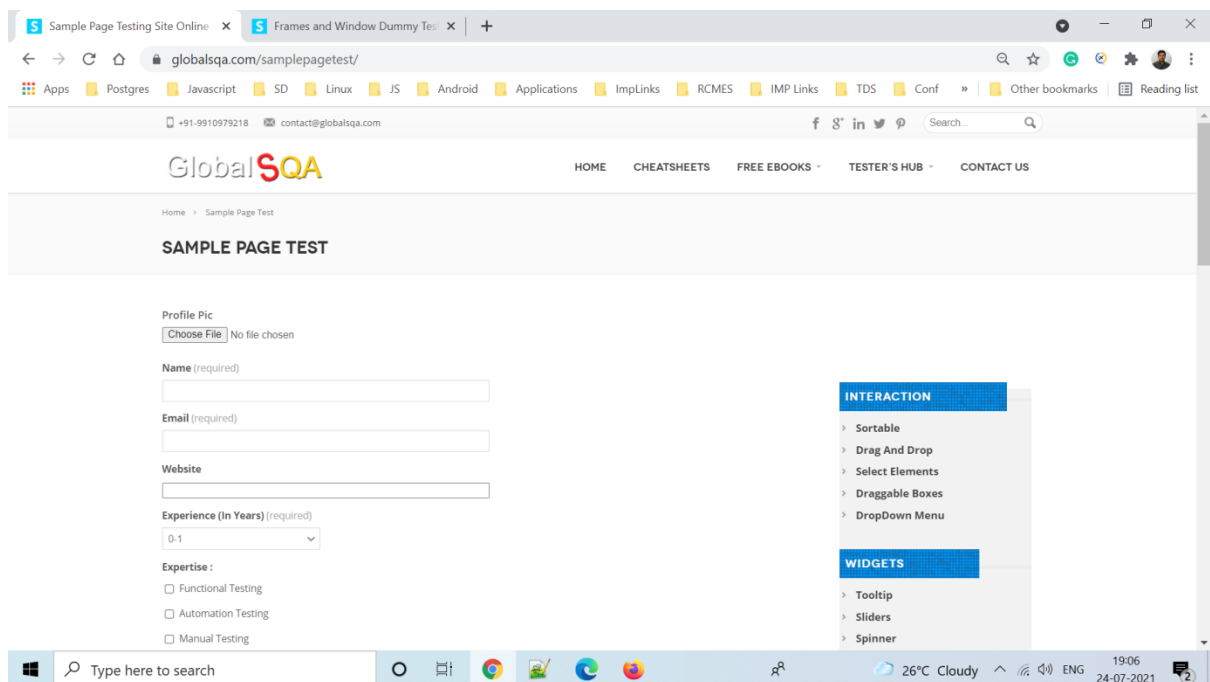 Sample Page Testing Site Online
Frames and Window Dummy Tes
globalsqa.com/samplepagetest/
Apps Postgres Javascript SD Linux JS Android Applications ImpLinks RCMES IMP Links TDS Conf » Other bookmarks Reading list
+91-9910979218 contact@globalsqa.com Search...
GlobalSQA HOME CHEATSHEETS FREE EBOOKS TESTER'S HUB CONTACT US
Home > Sample Page Test
SAMPLE PAGE TEST
Profile Pic
Choose File No file chosen
Name (required)
Email (required)
Website
Experience (In Years) (required)
0-1
Expertise :
Functional Testing
Automation Testing
Manual Testing
INTERACTION
Sortable
Drag And Drop
Select Elements
Draggable Boxes
DropDown Menu
WIDGETS
Tooltip
Sliders
Spinner
Type here to search
26°C Cloudy ENG 19:06
24-07-2021
2